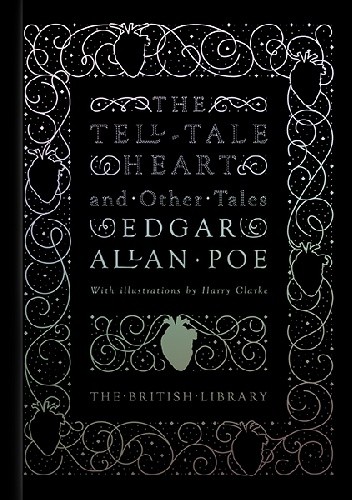 THE
TELL-TALE
HEART
and·Other·Tales
EDGAR
ALLAN·POE
With illustrations by Harry Clarke
THE·BRITISH·LIBRARY